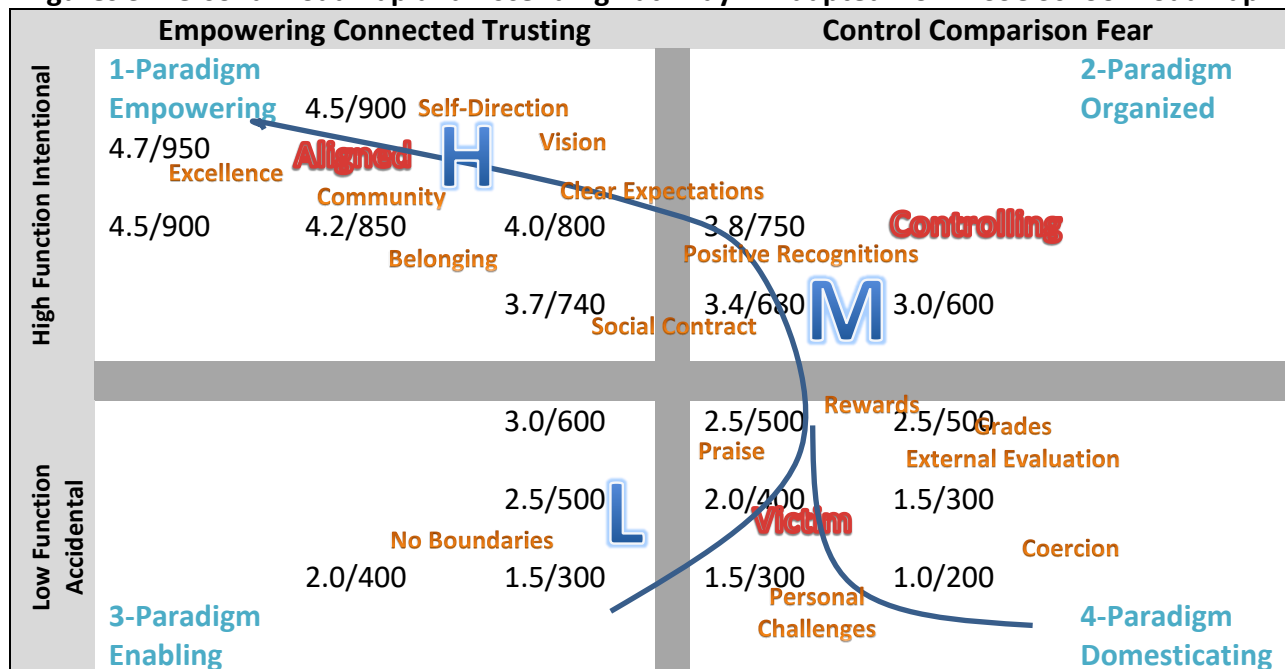 Empowering Connected Trusting
Control Comparison Fear
High Function Intentional
1-Paradigm
Empowering
4.5/900
Self-Direction
Vision
4.7/950
Aligned
H
Excellence
Community
Clear Expectations
4.5/900
4.2/850
4.0/800
Belonging
3.7/740
Social Contract
2-Paradigm
Organized
3.8/750
Controlling
Positive Recognitions
3.4/680
M
3.0/600
Low Function
Accidental
3.0/600
2.5/500
L
No Boundaries
2.0/400
1.5/300
3-Paradigm
Enabling
Rewards
2.5/500
2.5/500
Grades
Praise
External Evaluation
2.0/400
1.5/300
Victim
Coercion
1.5/300
1.0/200
Personal
Challenges
4-Paradigm
Domesticating